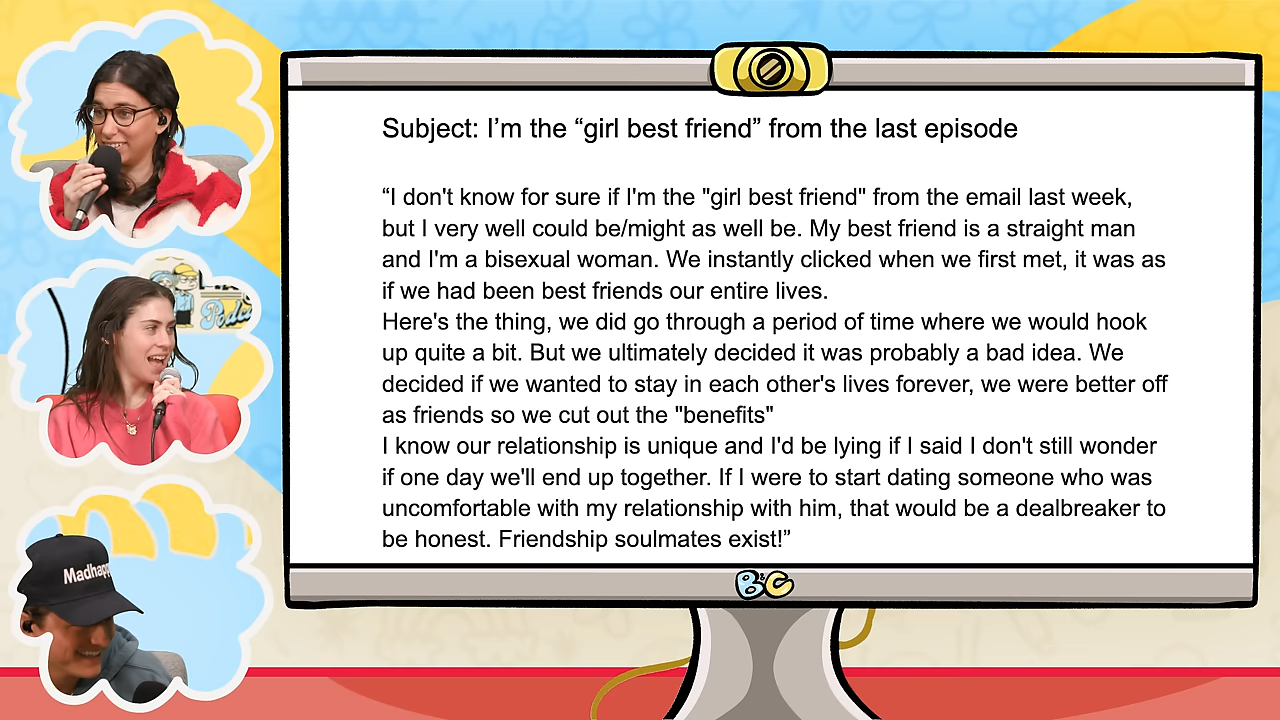 Subject: I’m the “girl best friend” from the last episode
“I don't know for sure if I'm the "girl best friend" from the email last week,
but I very well could be/might as well be. My best friend is a straight man
and I'm a bisexual woman. We instantly clicked when we first met, it was as
if we had been best friends our entire lives.
Here's the thing, we did go through a period of time where we would hook
up quite a bit. But we ultimately decided it was probably a bad idea. We
decided if we wanted to stay in each other's lives forever, we were better off
as friends so we cut out the "benefits"
I know our relationship is unique and I'd be lying if I said I don't still wonder
if one day we'll end up together. If I were to start dating someone who was
uncomfortable with my relationship with him, that would be a dealbreaker to
be honest. Friendship soulmates exist!”
B&C